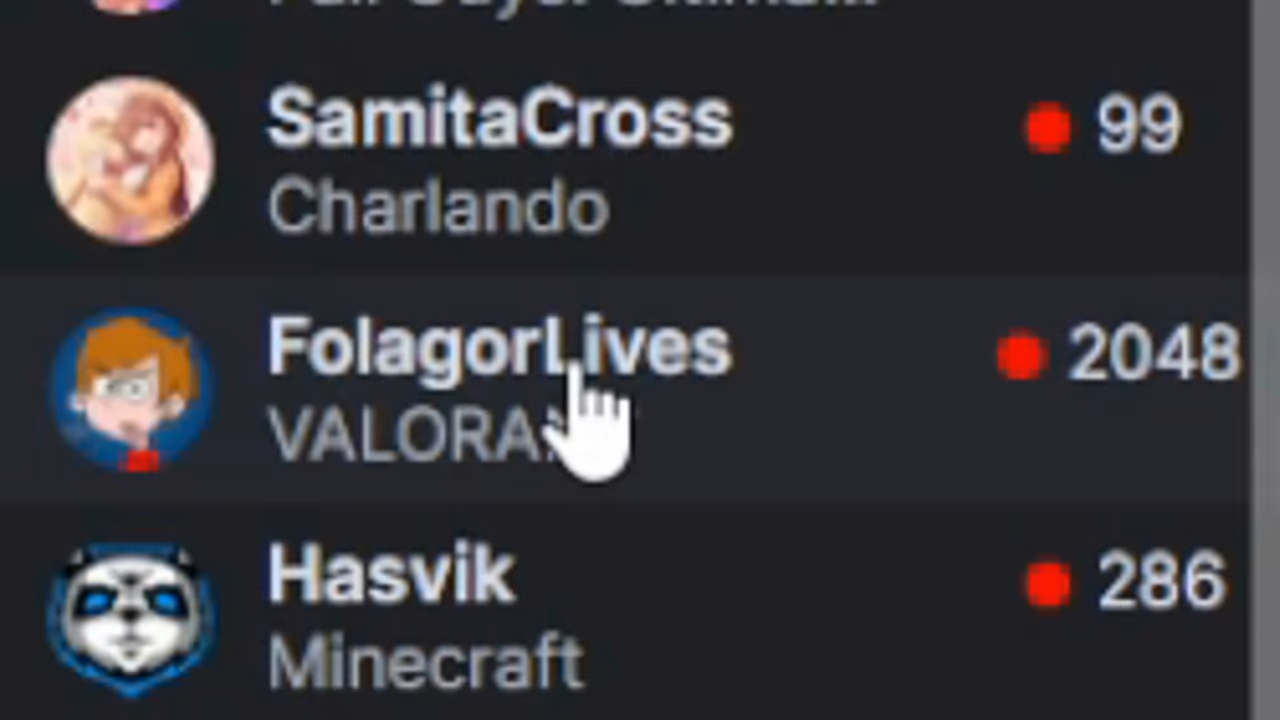 SamitaCross
99
Charlando
FolagorLives
2048
Hasvik
286
Minecraft